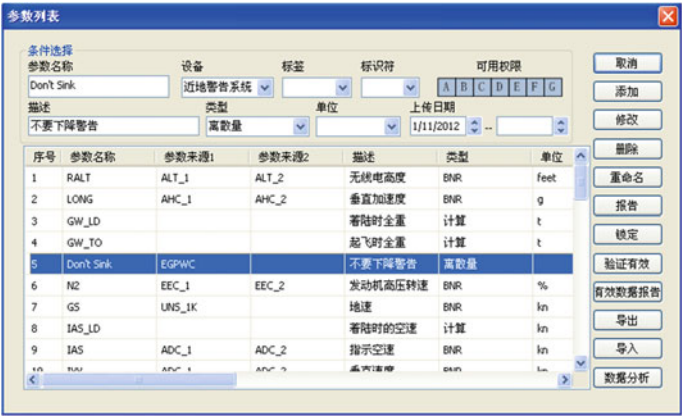 参数列表
条件选择
参数名称 设备 标签 标识符 可用权限
Don't Sink 近地警告系统 A B C D E F G
描述 类型 单位 上传日期
不要下降警告 离散量 1/11/2012 --
序号 参数名称 参数来源1 参数来源2 描述 类型 单位
1 RALT ALT_1 ALT_2 无线电高度 BNR feet
2 LONG AHC_1 AHC_2 垂直加速度 BNR g
3 GW_LD 着陆时全重 计算 t
4 GW_TO 起飞时全重 计算 t
5 Don't Sink EGPWC 不要下降警告 离散量
6 N2 EEC_1 EEC_2 发动机高压转速 BNR %
7 GS UNS_1K 地速 BNR kn
8 IAS_LD 着陆时的空速 计算 kn
9 IAS ADC_1 ADC_2 指示空速 BNR kn
10 IVV ADC_1 ADC_2 垂直速度 BNR
取消
添加
修改
删除
重命名
报告
锁定
验证有效
有效数据报告
导出
导入
数据分析